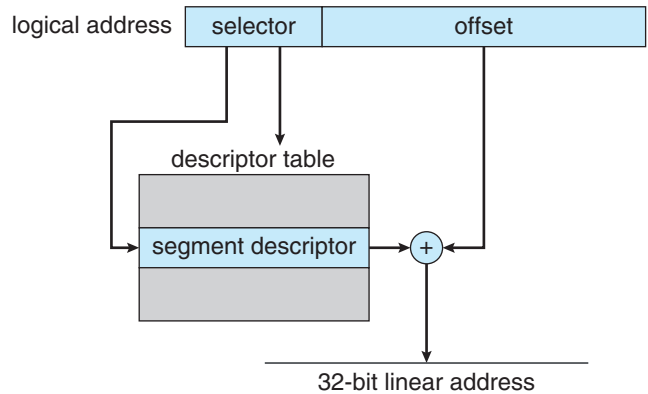 logical address
selector
offset
descriptor table
segment descriptor
+
32-bit linear address